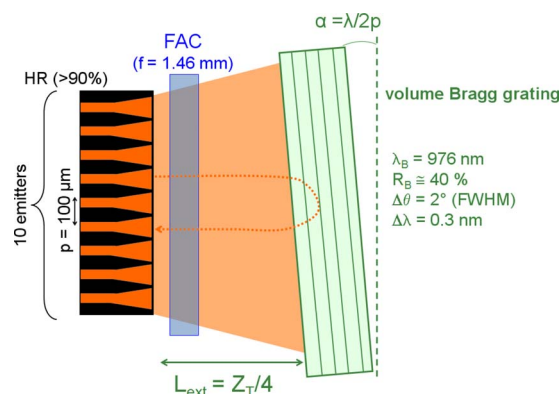 α =λ/2p
FAC
(f = 1.46 mm)
HR (>90%)
volume Bragg grating
λB = 976 nm
RB ≅ 40 %
Δθ = 2° (FWHM)
Δλ = 0.3 nm
10 emitters
p = 100 µm
Lext = ZT/4